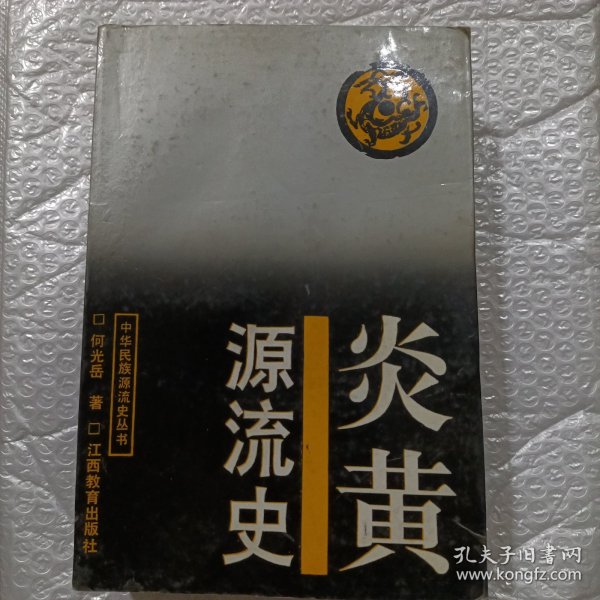 炎黄
源流史
中华民族源流史丛书
□何光岳 著□江西教育出版社
孔夫子旧书网
www.kongfz.com